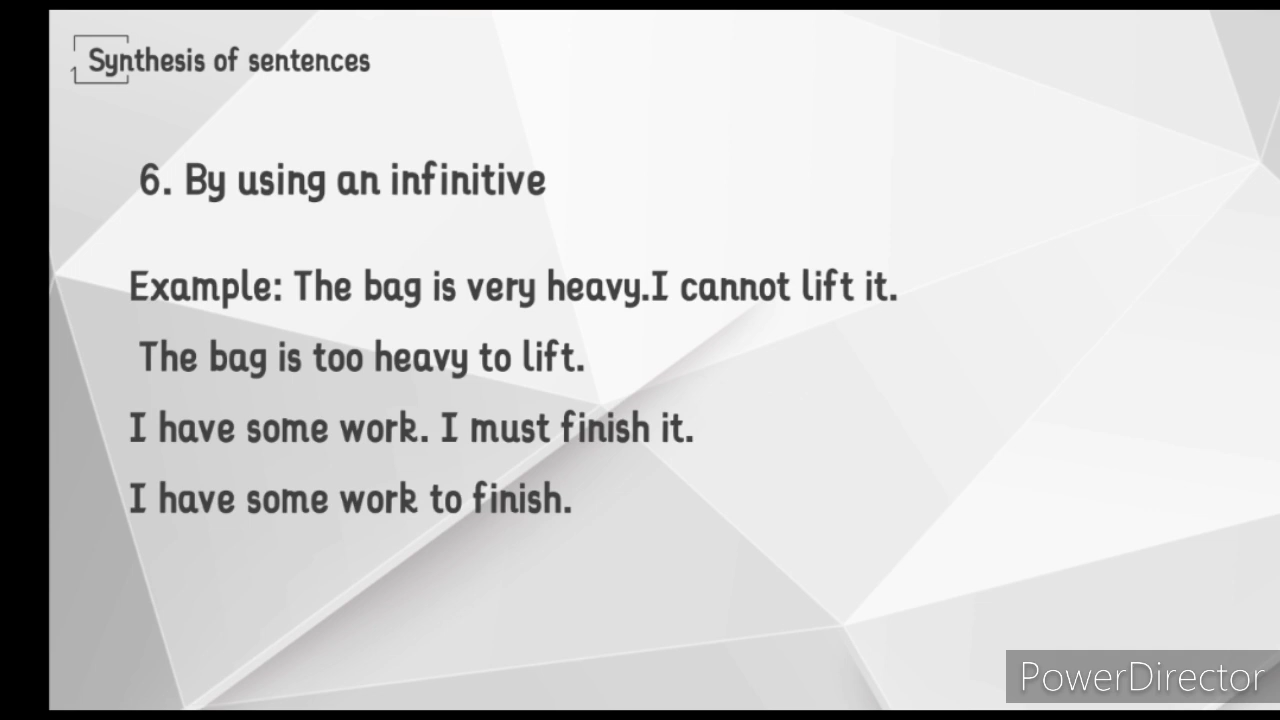 Synthesis of sentences
6. By using an infinitive
Example: The bag is very heavy.I cannot lift it.
The bag is too heavy to lift.
I have some work. I must finish it.
I have some work to finish.
PowerDirector